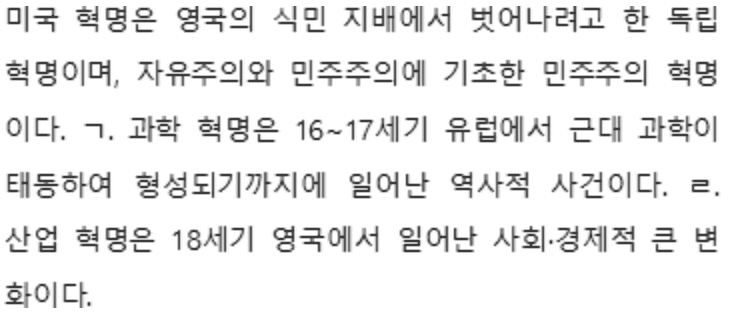 미국 혁명은 영국의 식민 지배에서 벗어나려고 한 독립
혁명이며, 자유주의와 민주주의에 기초한 민주주의 혁명
이다. ㄱ. 과학 혁명은 16~17세기 유럽에서 근대 과학이
태동하여 형성되기까지에 일어난 역사적 사건이다. ㄹ.
산업 혁명은 18세기 영국에서 일어난 사회·경제적 큰 변
화이다.